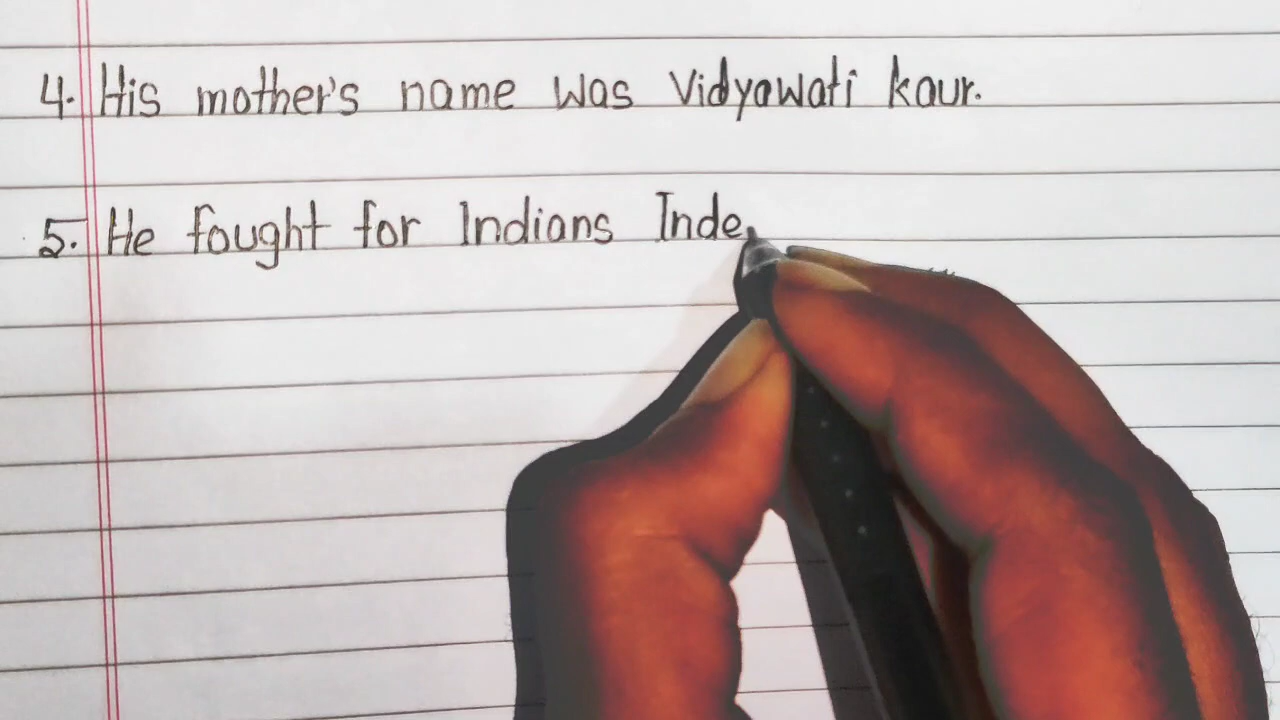 4. His mother's name was Vidyawati kaur.
5. He fought for Indians Inde